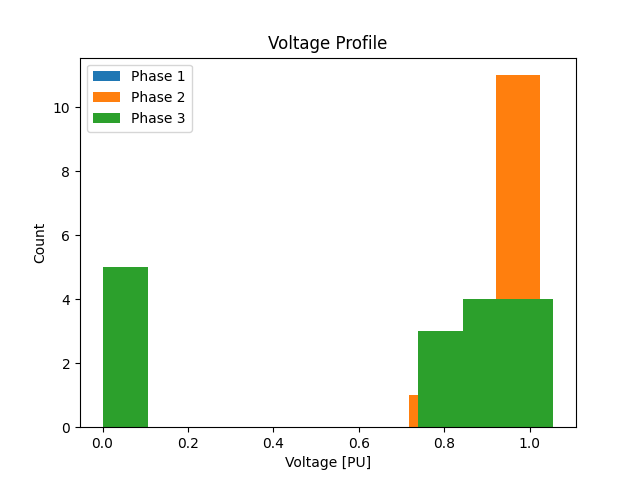 Voltage Profile
Phase 1
Phase 2
Phase 3
Count
10
8
6
4
2
0
0.0 0.2 0.4 0.6 0.8 1.0
Voltage [PU]